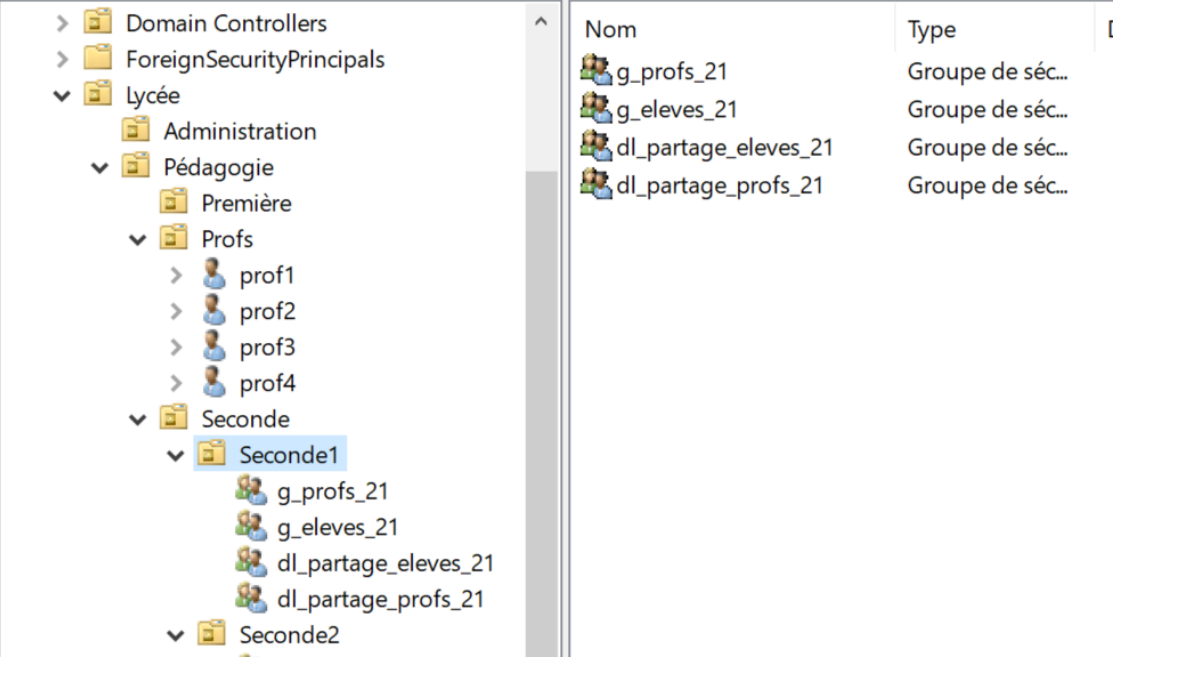 Domain Controllers
ForeignSecurityPrincipals
Lycée
Administration
Pédagogie
Première
Profs
prof1
prof2
prof3
prof4
Seconde
Seconde1
g_profs_21
g_eleves_21
dl_partage_eleves_21
dl_partage_profs_21
Seconde2
Nom Type
g_profs_21 Groupe de séc...
g_eleves_21 Groupe de séc...
dl_partage_eleves_21 Groupe de séc...
dl_partage_profs_21 Groupe de séc...